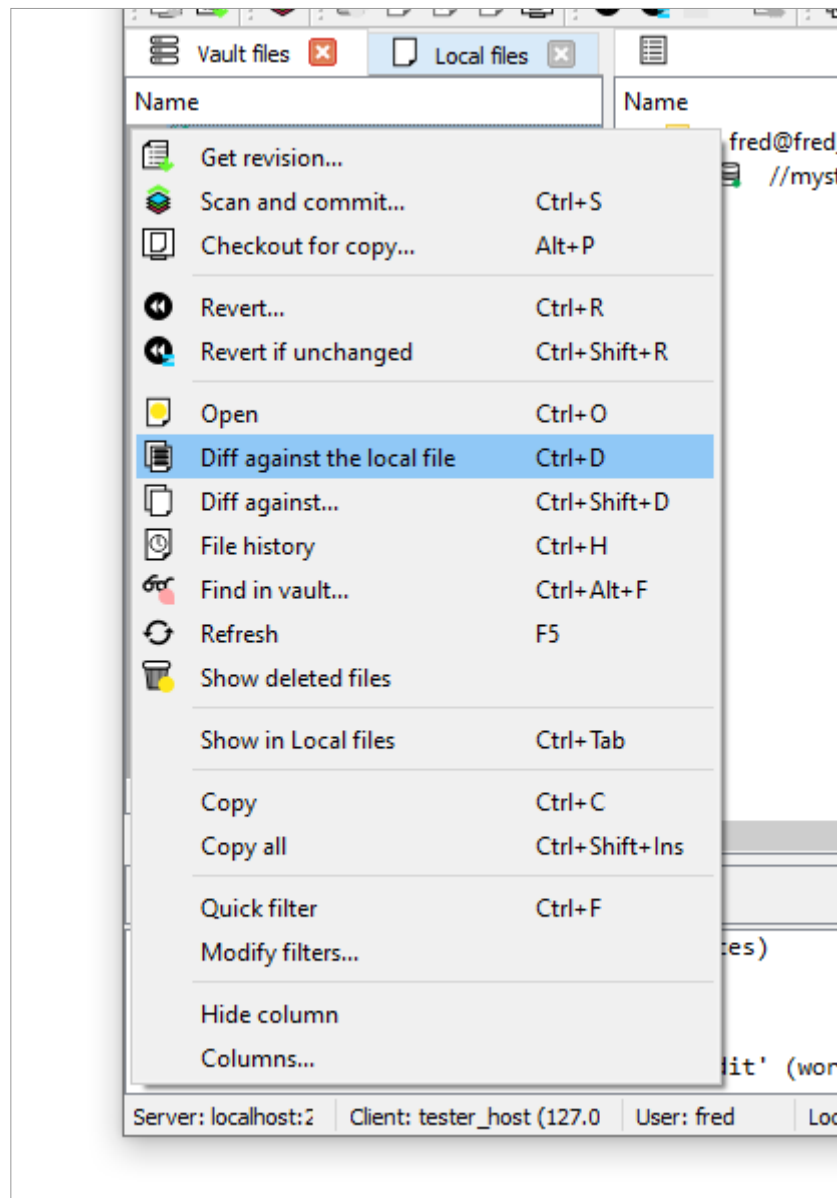 Vault files
Local files
Name
Name
fred@fred
//myst
Get revision...
Scan and commit... Ctrl+S
Checkout for copy... Alt+P
Revert... Ctrl+R
Revert if unchanged Ctrl+Shift+R
Open Ctrl+O
Diff against the local file Ctrl+D
Diff against... Ctrl+Shift+D
File history Ctrl+H
Find in vault... Ctrl+Alt+F
Refresh F5
Show deleted files
Show in Local files Ctrl+Tab
Copy Ctrl+C
Copy all Ctrl+Shift+Ins
Quick filter Ctrl+F
Modify filters...
es)
Hide column
Columns...
dit' (wor
Server: localhost:2 Client: tester_host (127.0 User: fred Loc